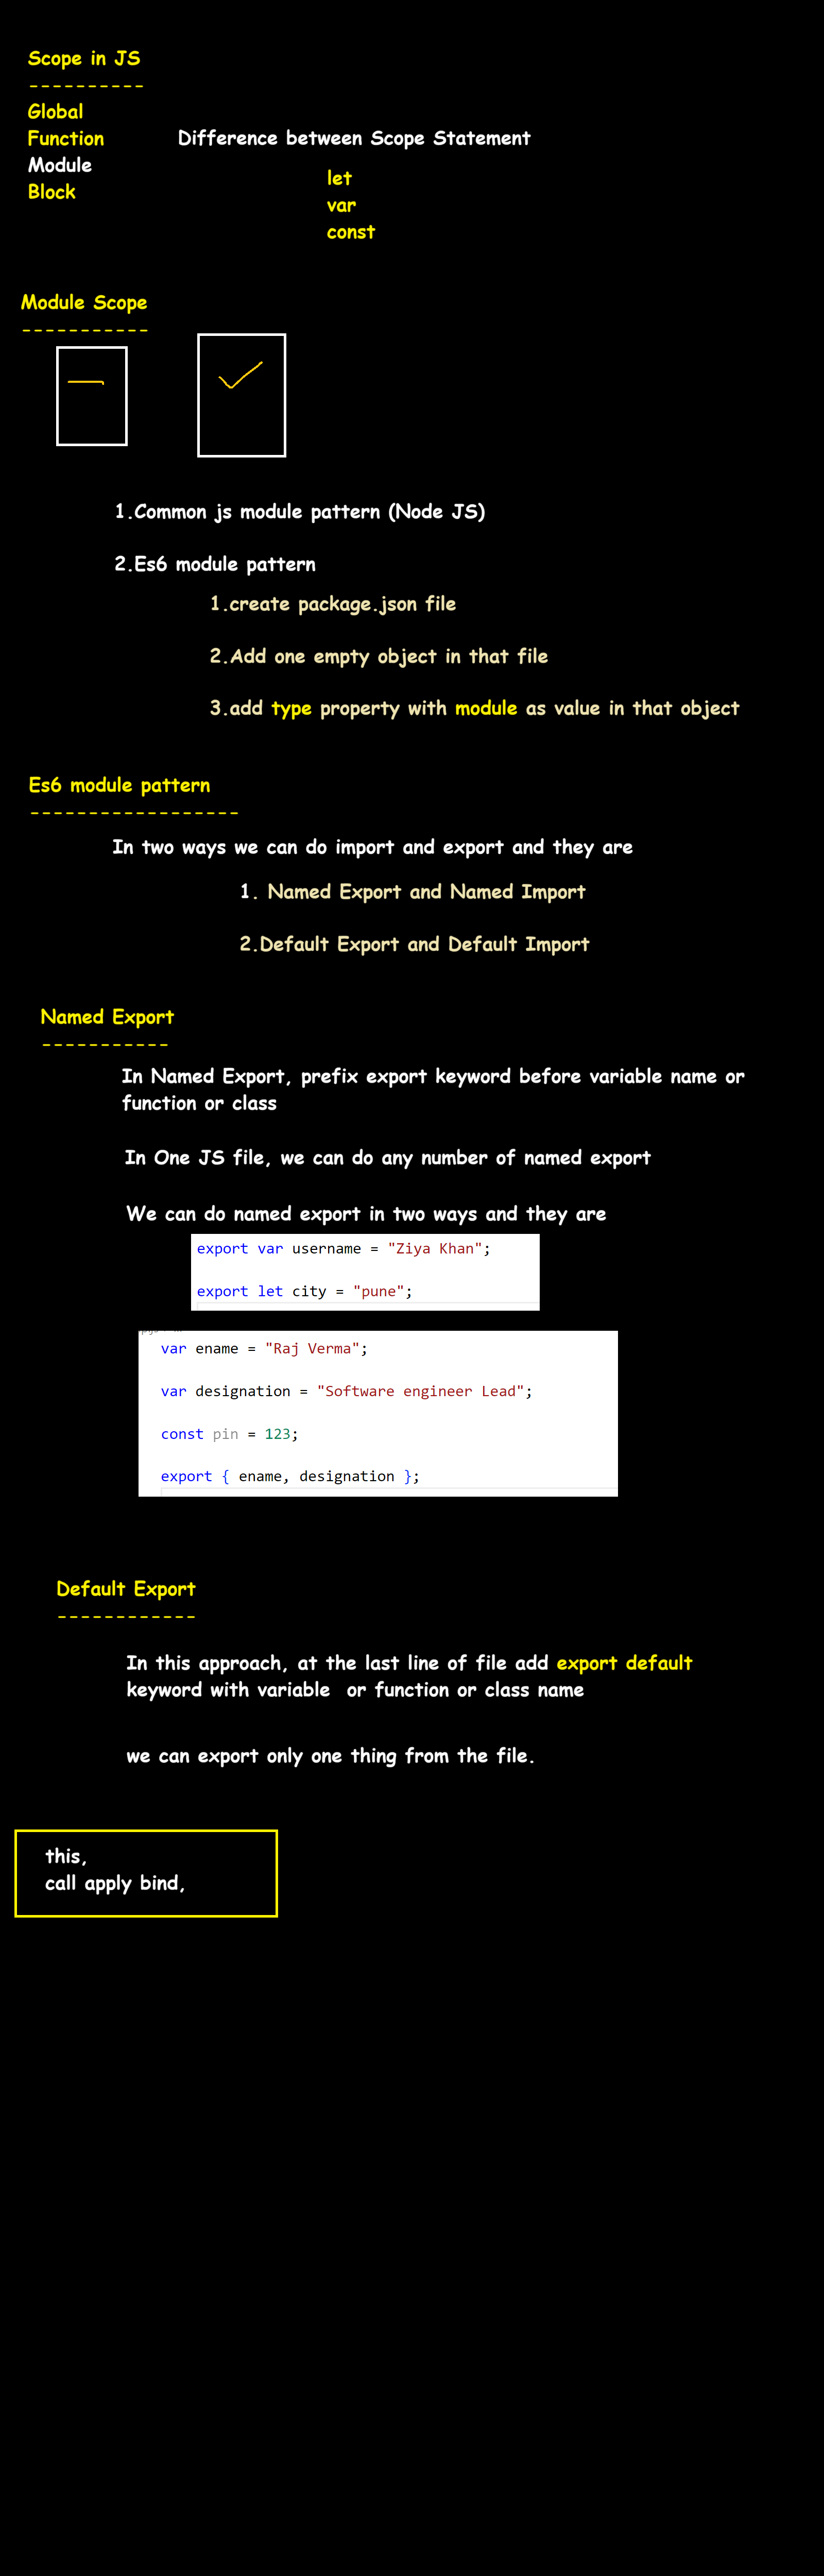 Scope in JS
----------
Global
Function
Module
Block
Difference between Scope Statement
let
var
const
Module Scope
-----------
1.Common js module pattern (Node JS)
2.Es6 module pattern
1.create package.json file
2.Add one empty object in that file
3.add type property with module as value in that object
Es6 module pattern
------------------
In two ways we can do import and export and they are
1. Named Export and Named Import
2.Default Export and Default Import
Named Export
-----------
In Named Export, prefix export keyword before variable name or
function or class
In One JS file, we can do any number of named export
We can do named export in two ways and they are
export var username = "Ziya Khan";
export let city = "pune";
var ename = "Raj Verma";
var designation = "Software engineer Lead";
const pin = 123;
export { ename, designation };
Default Export
------------
In this approach, at the last line of file add export default
keyword with variable  or function or class name
we can export only one thing from the file.
this,
call apply bind,